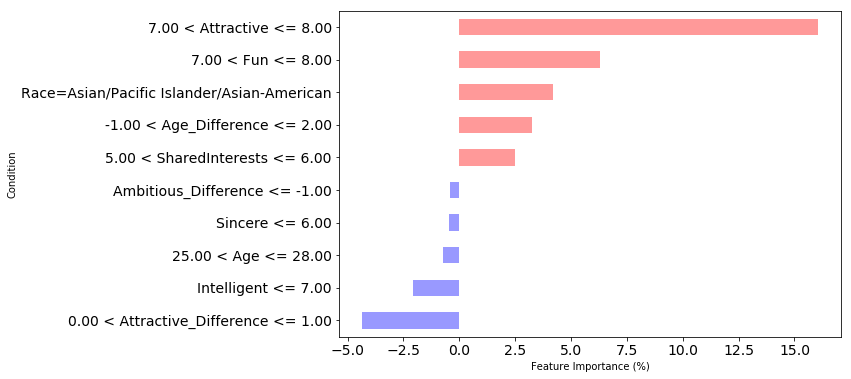 7.00 < Attractive <= 8.00
7.00 < Fun <= 8.00
Race=Asian/Pacific Islander/Asian-American
-1.00 < Age_Difference <= 2.00
5.00 < SharedInterests <= 6.00
Ambitious_Difference <= -1.00
Sincere <= 6.00
25.00 < Age <= 28.00
Intelligent <= 7.00
0.00 < Attractive_Difference <= 1.00
Condition
−5.0 −2.5 0.0 2.5 5.0 7.5 10.0 12.5 15.0
Feature Importance (%)